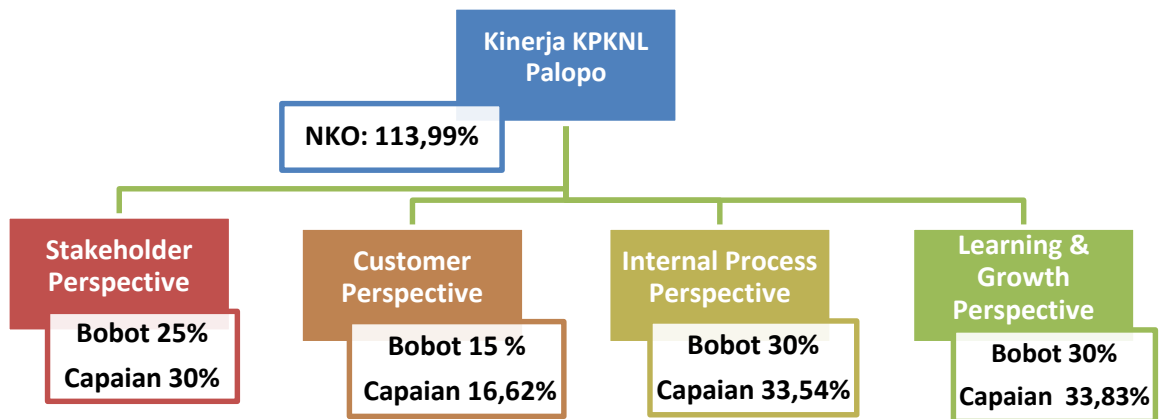 Kinerja KPKNL
Palopo
NKO: 113,99%
Stakeholder
Perspective
Bobot 25%
Capaian 30%
Customer
Perspective
Bobot 15 %
Capaian 16,62%
Internal Process
Perspective
Bobot 30%
Capaian 33,54%
Learning &
Growth
Perspective
Bobot 30%
Capaian 33,83%